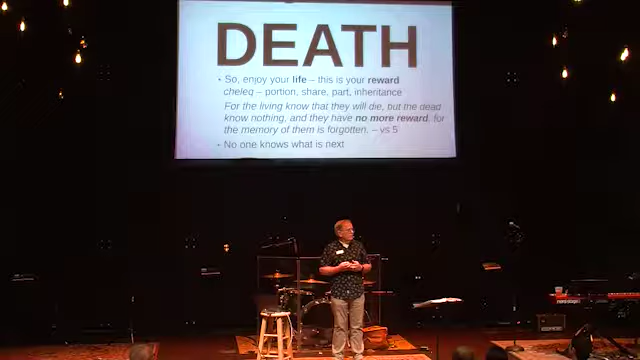 DEATH
• So, enjoy your life – this is your reward
cheleq – portion, share, part, inheritance
For the living know that they will die, but the dead
know nothing, and they have no more reward, for
the memory of them is forgotten. – vs 5
• No one knows what is next